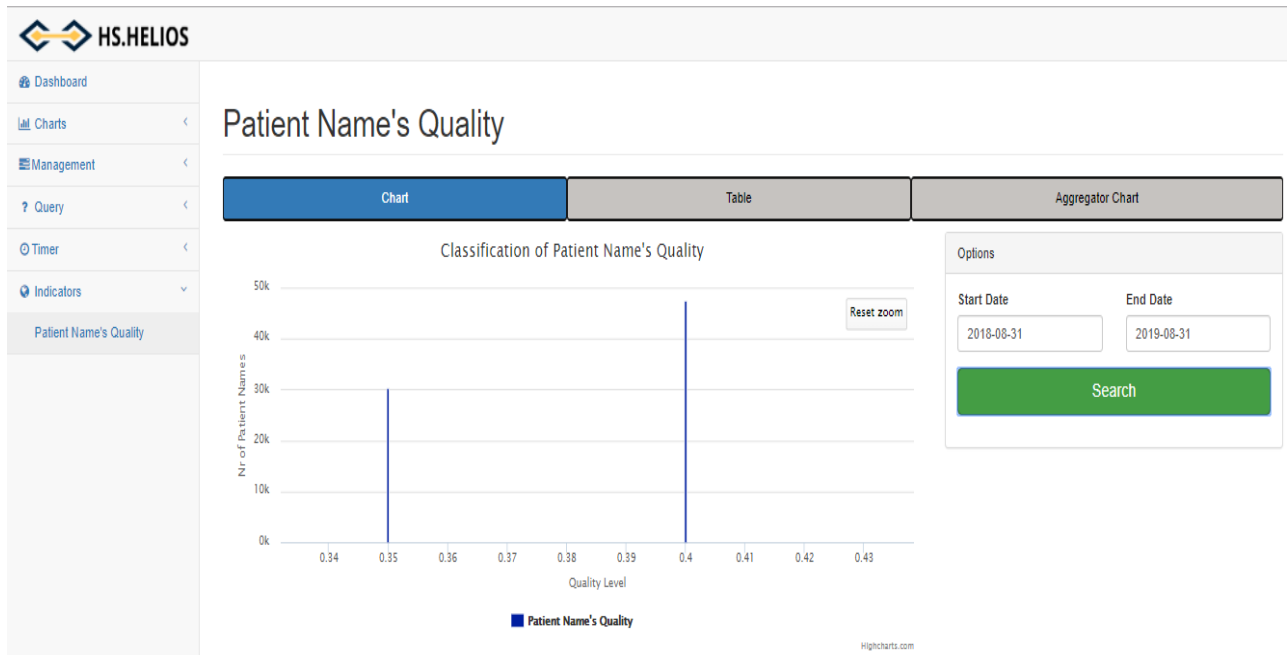 HS.HELIOS
Dashboard
Charts
Management
? Query
Timer
Indicators
Patient Name's Quality
Patient Name's Quality
Chart
Table
Aggregator Chart
Classification of Patient Name's Quality
Reset zoom
Nr of Patient Names
50k
40k
30k
20k
10k
0k
0.34 0.35 0.36 0.37 0.38 0.39 0.4 0.41 0.42 0.43
Quality Level
Patient Name's Quality
Highcharts.com
Options
Start Date End Date
2018-08-31 2019-08-31
Search